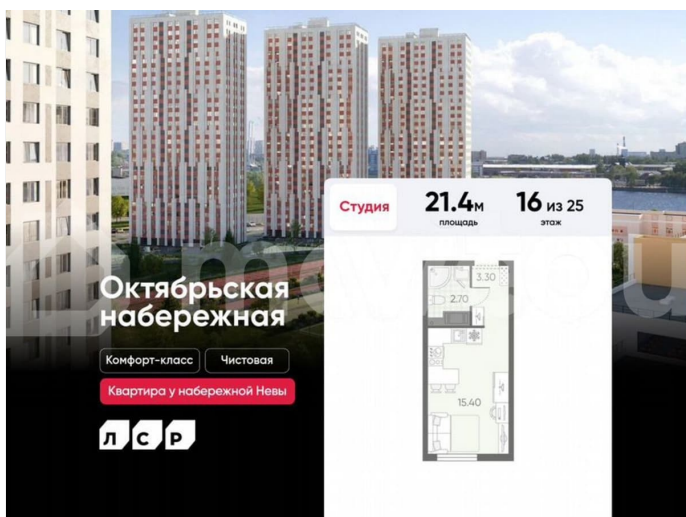 Студия
21.4м
площадь
16 из 25
этаж
3.30
2.70
15.40
Октябрьская
набережная
Комфорт-класс
Чистовая
Квартира у набережной Невы
ЛСР